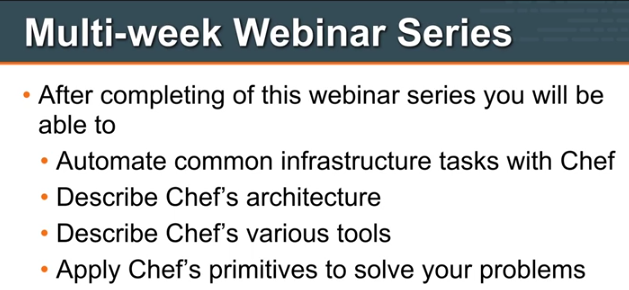 Multi-week Webinar Series
• After completing of this webinar series you will be
able to
• Automate common infrastructure tasks with Chef
• Describe Chef's architecture
• Describe Chef's various tools
• Apply Chef's primitives to solve your problems